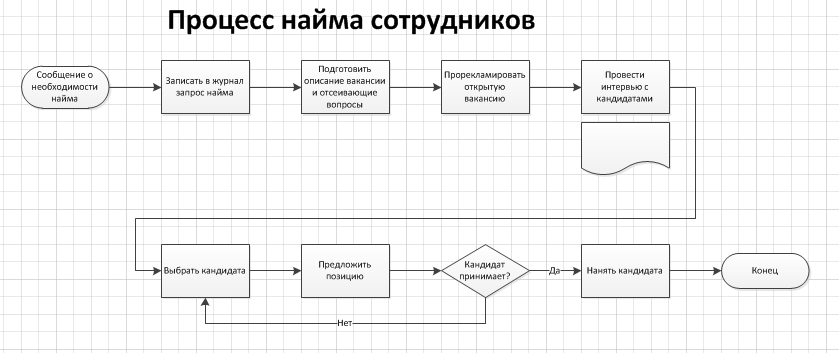 Процесс найма сотрудников
Сообщение о
необходимости
найма
Записать в журнал
запрос найма
Подготовить
описание вакансии
и отсеивающие
вопросы
Прорекламировать
открытую
вакансию
Провести
интервью с
кандидатами
Выбрать кандидата
Предложить
позицию
Кандидат
принимает?
Да
Нанять кандидата
Конец
Нет